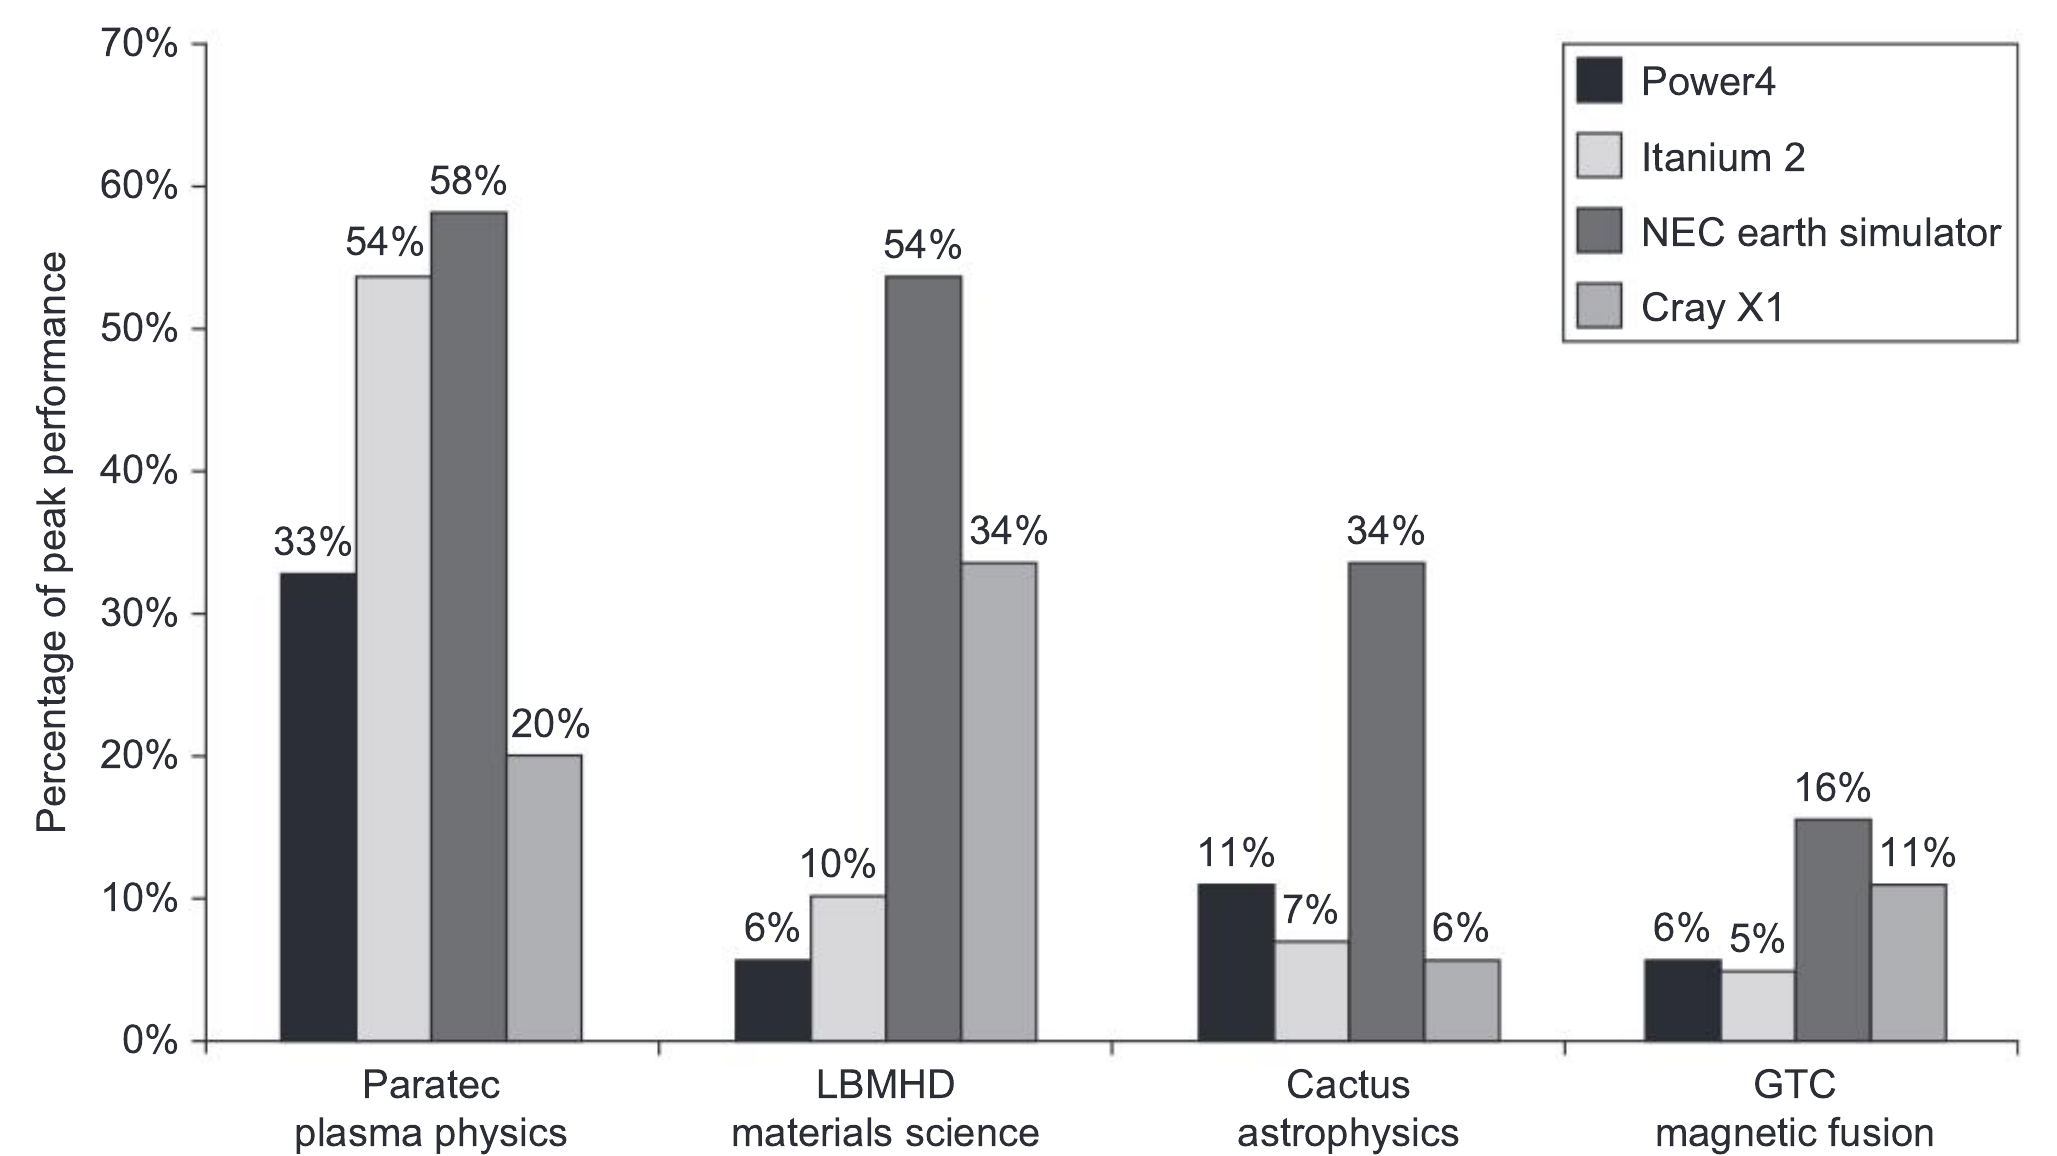 Percentage of peak performance
70%
60%
50%
40%
30%
20%
10%
0%
33%
54%
58%
20%
6%
10%
54%
34%
11%
7%
34%
6%
6%
5%
16%
11%
Paratec
plasma physics
LBMHD
materials science
Cactus
astrophysics
GTC
magnetic fusion
Power4
Itanium 2
NEC earth simulator
Cray X1